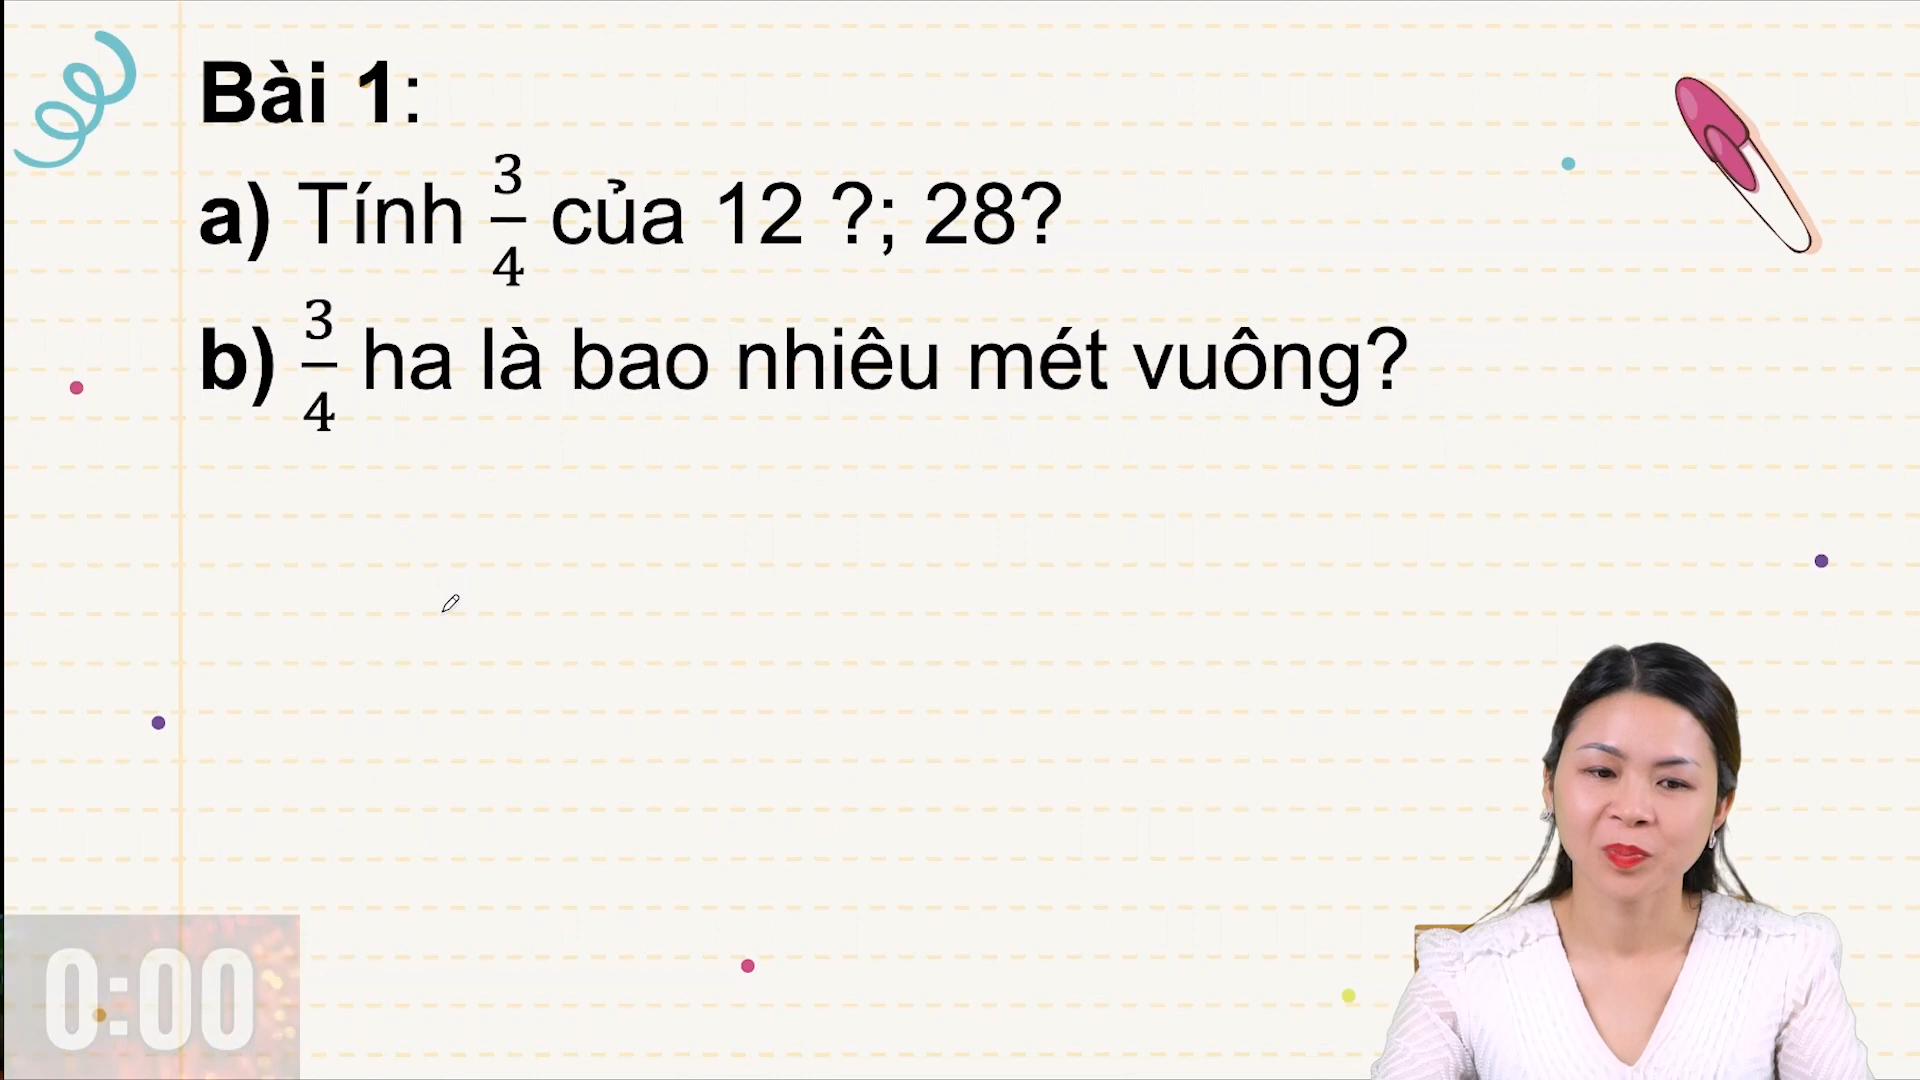 Bài 1:
a) Tính 3/4 của 12 ?; 28?
b) 3/4 ha là bao nhiêu mét vuông?
0:00